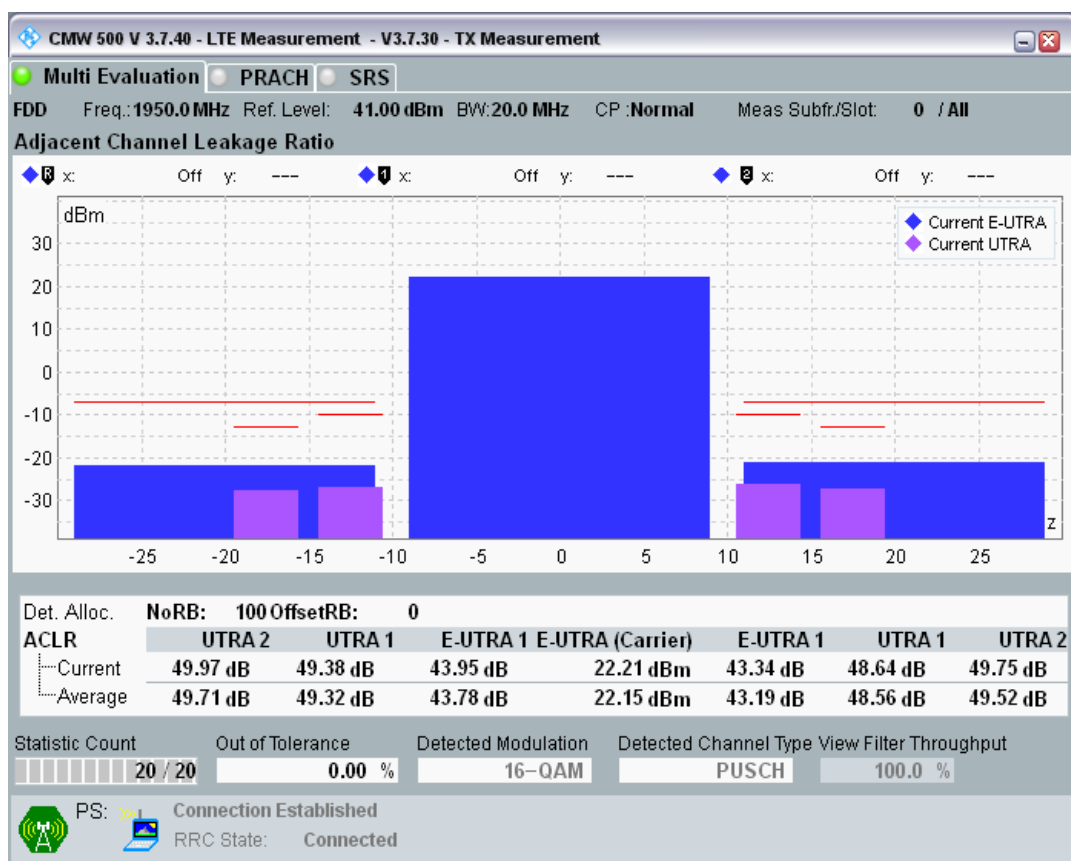 CMW 500 V 3.7.40 - LTE Measurement - V3.7.30 - TX Measurement
Multi Evaluation PRACH SRS
FDD Freq.: 1950.0 MHz Ref. Level: 41.00 dBm BW: 20.0 MHz CP : Normal Meas Subfr./Slot: 0 / All
Adjacent Channel Leakage Ratio
R x: Off y: --- 1 x: Off y: --- 2 x: Off y: ---
dBm
Current E-UTRA
Current UTRA
30
20
10
0
-10
-20
-30
z
-25 -20 -15 -10 -5 0 5 10 15 20 25
Det. Alloc. NoRB: 100 OffsetRB: 0
ACLR UTRA 2 UTRA 1 E-UTRA 1 E-UTRA (Carrier) E-UTRA 1 UTRA 1 UTRA 2
Current 49.97 dB 49.38 dB 43.95 dB 22.21 dBm 43.34 dB 48.64 dB 49.75 dB
Average 49.71 dB 49.32 dB 43.78 dB 22.15 dBm 43.19 dB 48.56 dB 49.52 dB
Statistic Count Out of Tolerance Detected Modulation Detected Channel Type View Filter Throughput
20 / 20 0.00 % 16-QAM PUSCH 100.0 %
PS: Connection Established
RRC State: Connected